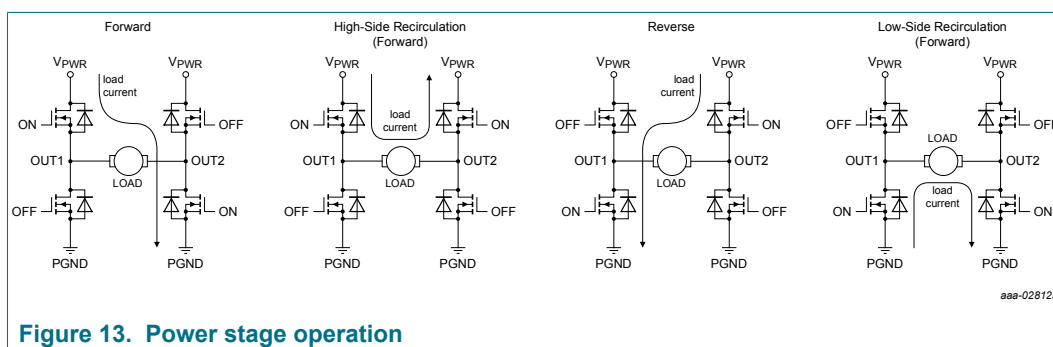 Forward
VPWR
VPWR
load
current
ON
OFF
OUT1
OUT2
LOAD
OFF
ON
PGND
PGND
High-Side Recirculation
(Forward)
VPWR
VPWR
load
current
ON
ON
OUT1
OUT2
LOAD
OFF
OFF
PGND
PGND
Reverse
VPWR
VPWR
load
current
OFF
ON
OUT1
OUT2
LOAD
ON
OFF
PGND
PGND
Low-Side Recirculation
(Forward)
VPWR
VPWR
OFF
OFF
LOAD
OUT1
OUT2
load
current
ON
ON
PGND
PGND
Figure 13. Power stage operation